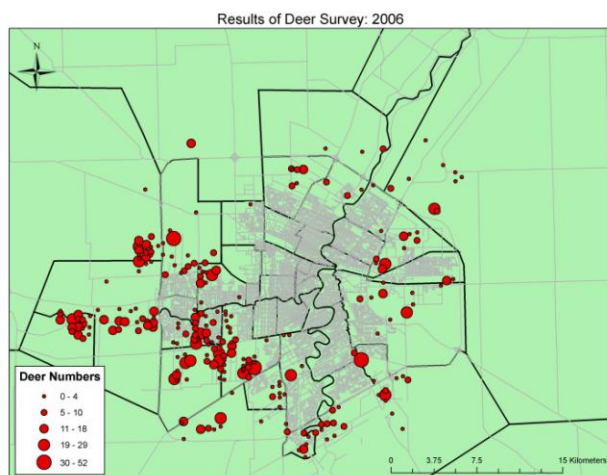 Results of Deer Survey: 2006
N
Deer Numbers
0 - 4
5 - 10
11 - 18
19 - 29
30 - 52
0 3.75 7.5 15 Kilometers